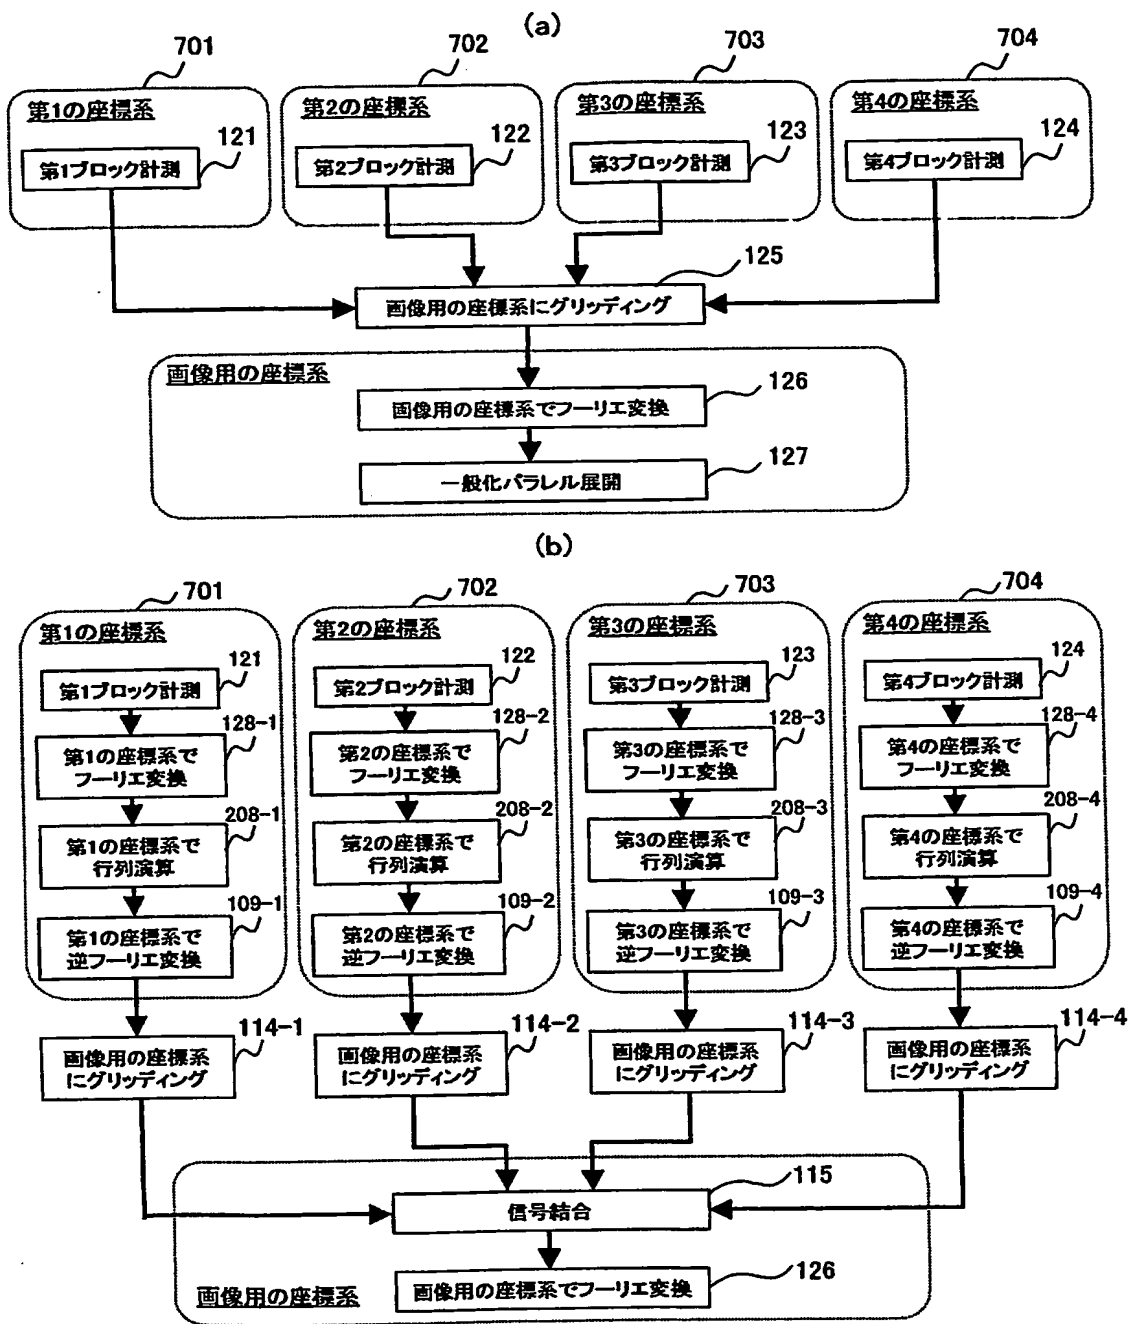 (a)
701
702
703
704
第1の座標系
第2の座標系
第3の座標系
第4の座標系
121
122
123
124
第1ブロック計測
第2ブロック計測
第3ブロック計測
第4ブロック計測
125
画像用の座標系にグリッディング
画像用の座標系
126
画像用の座標系でフーリエ変換
127
一般化パラレル展開
(b)
701
702
703
704
第1の座標系
第2の座標系
第3の座標系
第4の座標系
121
122
123
124
第1ブロック計測
第2ブロック計測
第3ブロック計測
第4ブロック計測
128-1
128-2
128-3
128-4
第1の座標系で
フーリエ変換
第2の座標系で
フーリエ変換
第3の座標系で
フーリエ変換
第4の座標系で
フーリエ変換
208-1
208-2
208-3
208-4
第1の座標系で
行列演算
第2の座標系で
行列演算
第3の座標系で
行列演算
第4の座標系で
行列演算
109-1
109-2
109-3
109-4
第1の座標系で
逆フーリエ変換
第2の座標系で
逆フーリエ変換
第3の座標系で
逆フーリエ変換
第4の座標系で
逆フーリエ変換
114-1
114-2
114-3
114-4
画像用の座標系
にグリッディング
画像用の座標系
にグリッディング
画像用の座標系
にグリッディング
画像用の座標系
にグリッディング
115
信号結合
126
画像用の座標系でフーリエ変換
画像用の座標系